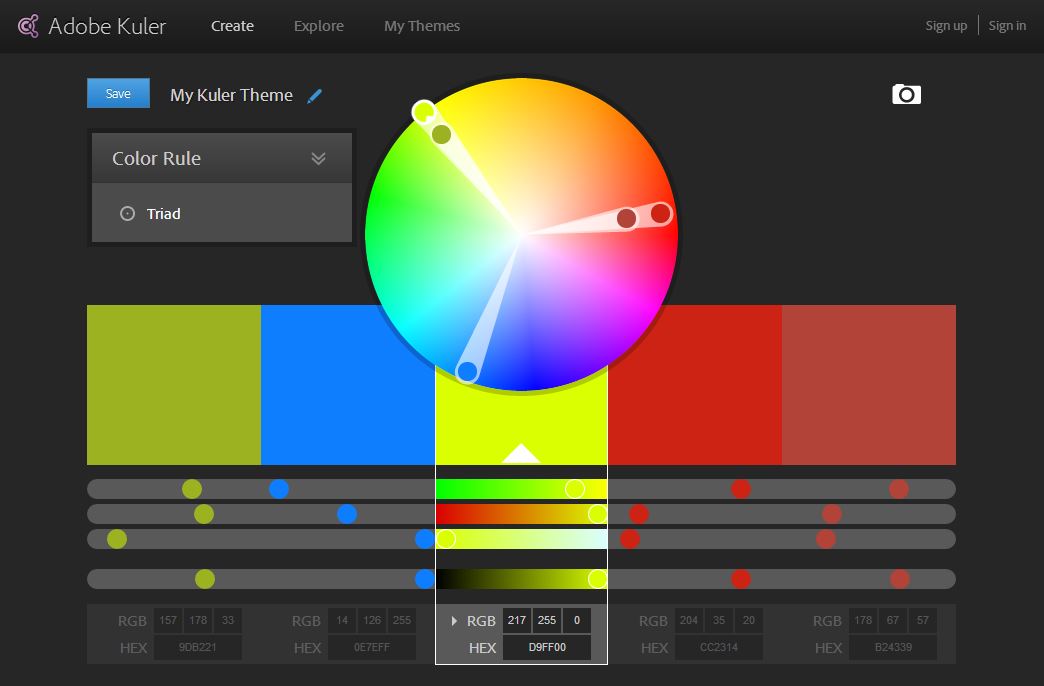 Adobe Kuler Create Explore My Themes Sign up Sign in
Save My Kuler Theme
Color Rule
Triad
RGB 157 178 33 RGB 14 126 255 RGB 217 255 0 RGB 204 35 20 RGB 178 67 57
HEX 9DB221 HEX 0E7EFF HEX D9FF00 HEX CC2314 HEX B24339